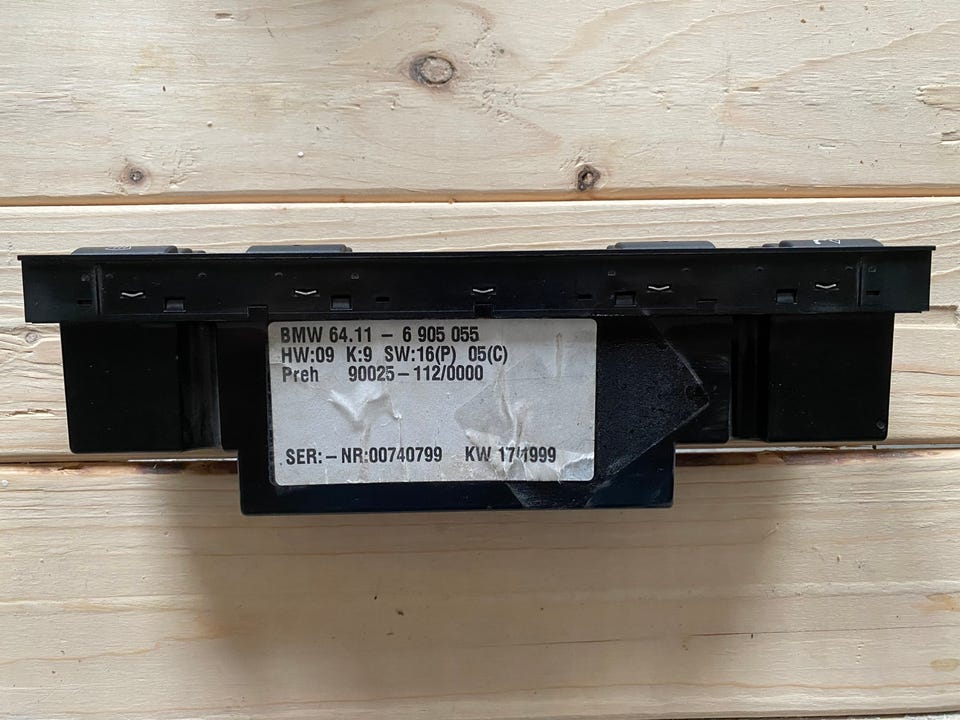 BMW 64.11 - 6 905 055
HW:09 K:9 SW:16(P) 05(C)
Preh 90025-112/0000
SER:-NR:00740799 KW 17/1999